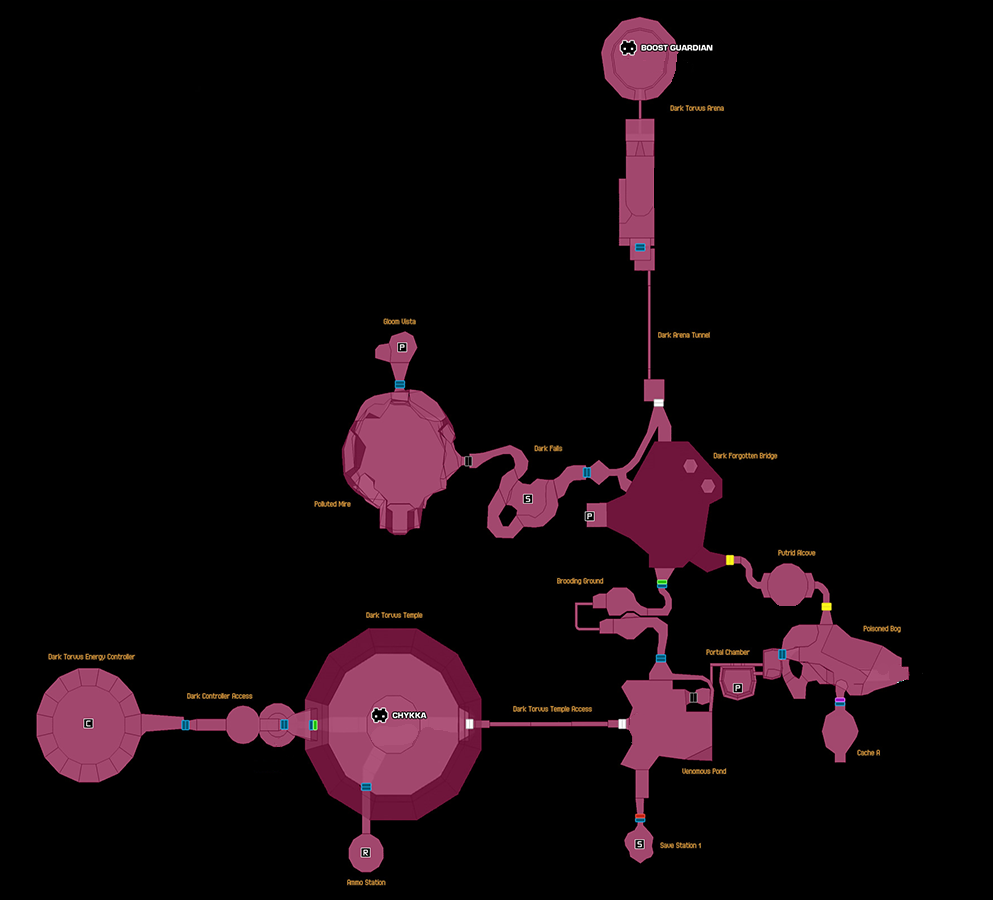 BOOST GUARDIAN
Dark Torvus Arena
Gloom Vista
Dark Arena Tunnel
P
Dark Falls
Dark Forgotten Bridge
Polluted Mire
S
P
Putrid Alcove
Brooding Ground
Dark Torvus Temple
Poisoned Bog
Dark Torvus Energy Controller
Portal Chamber
P
Dark Controller Access
Dark Torvus Temple Access
C
CHYKKA
Cache A
Venomous Pond
S
Save Station 1
R
Ammo Station